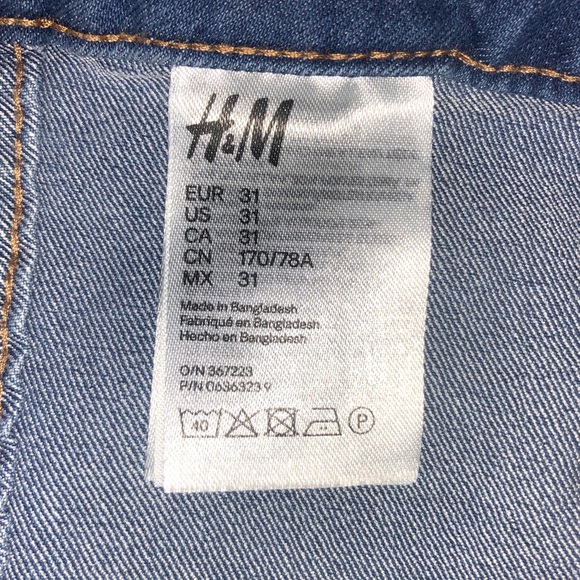 H&M
EUR 31
US 31
CA 31
CN 170/78A
MX 31
Made in Bangladesh
Fabriqué en Bangladesh
Hecho en Bangladesh
O/N 367223
P/N 0636323 9
40
P